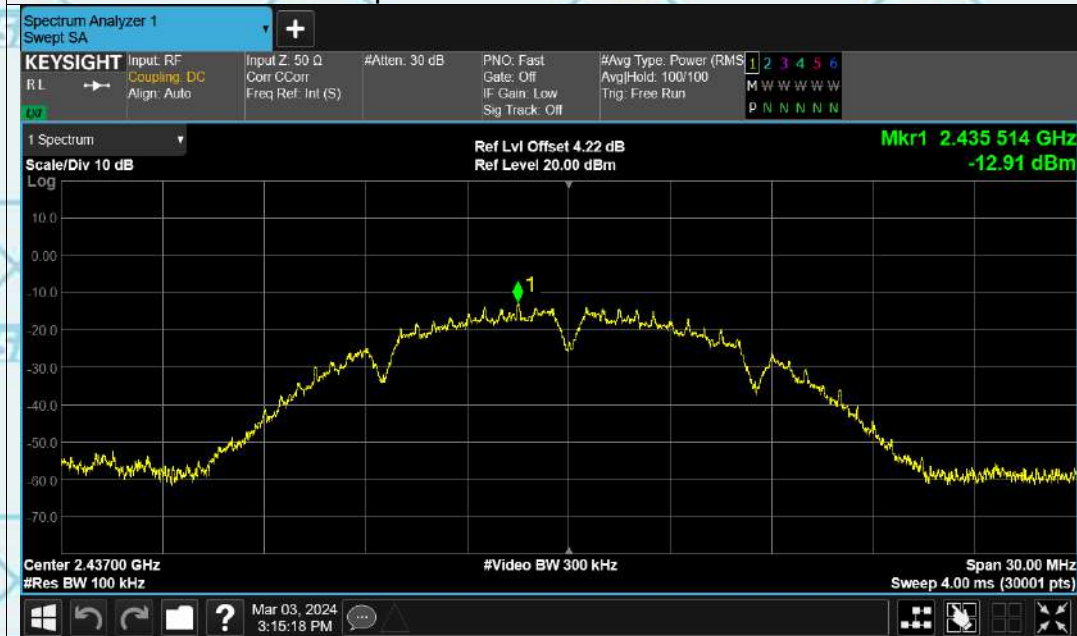 Spectrum Analyzer 1
Swept SA
+
KEYSIGHT
RL
Input: RF
Coupling: DC
Align: Auto
Input Z: 50 Ω
Corr CCorr
Freq Ref: Int (S)
#Atten: 30 dB
PNO: Fast
Gate: Off
IF Gain: Low
Sig Track: Off
#Avg Type: Power (RMS
Avg|Hold: 100/100
Trig: Free Run
1 2 3 4 5 6
M W W W W W
P N N N N N
1 Spectrum
Scale/Div 10 dB
Log
Ref Lvl Offset 4.22 dB
Ref Level 20.00 dBm
Mkr1 2.435 514 GHz
-12.91 dBm
10.0
0.00
-10.0
-20.0
-30.0
-40.0
-50.0
-60.0
-70.0
1
Center 2.43700 GHz
#Res BW 100 kHz
#Video BW 300 kHz
Span 30.00 MHz
Sweep 4.00 ms (30001 pts)
?
Mar 03, 2024
3:15:18 PM